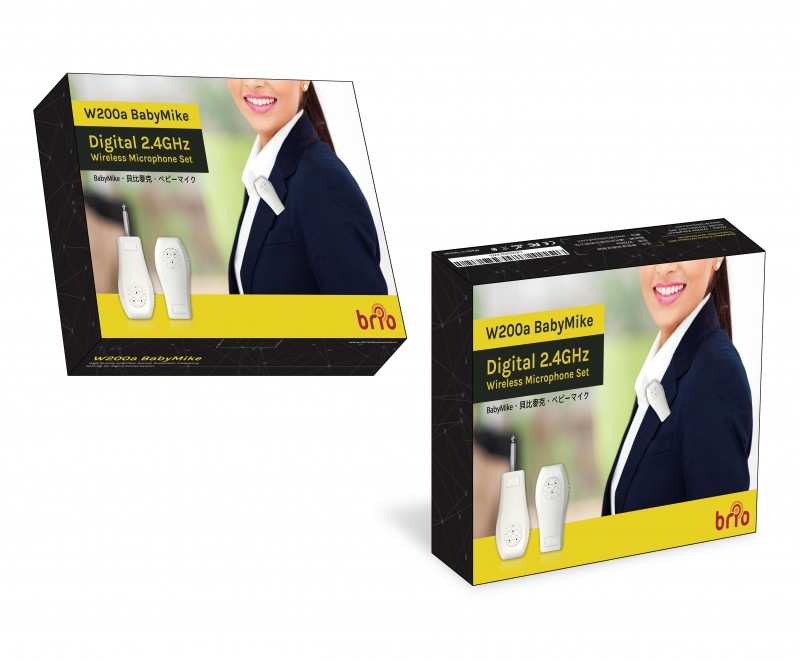 W200a BabyMike
Digital 2.4GHz
Wireless Microphone Set
BabyMike・貝比麥克・ベビーマイク
brio
W200a BabyMike
W200a BabyMike
Digital 2.4GHz
Wireless Microphone Set
BabyMike・貝比麥克・ベビーマイク
brio